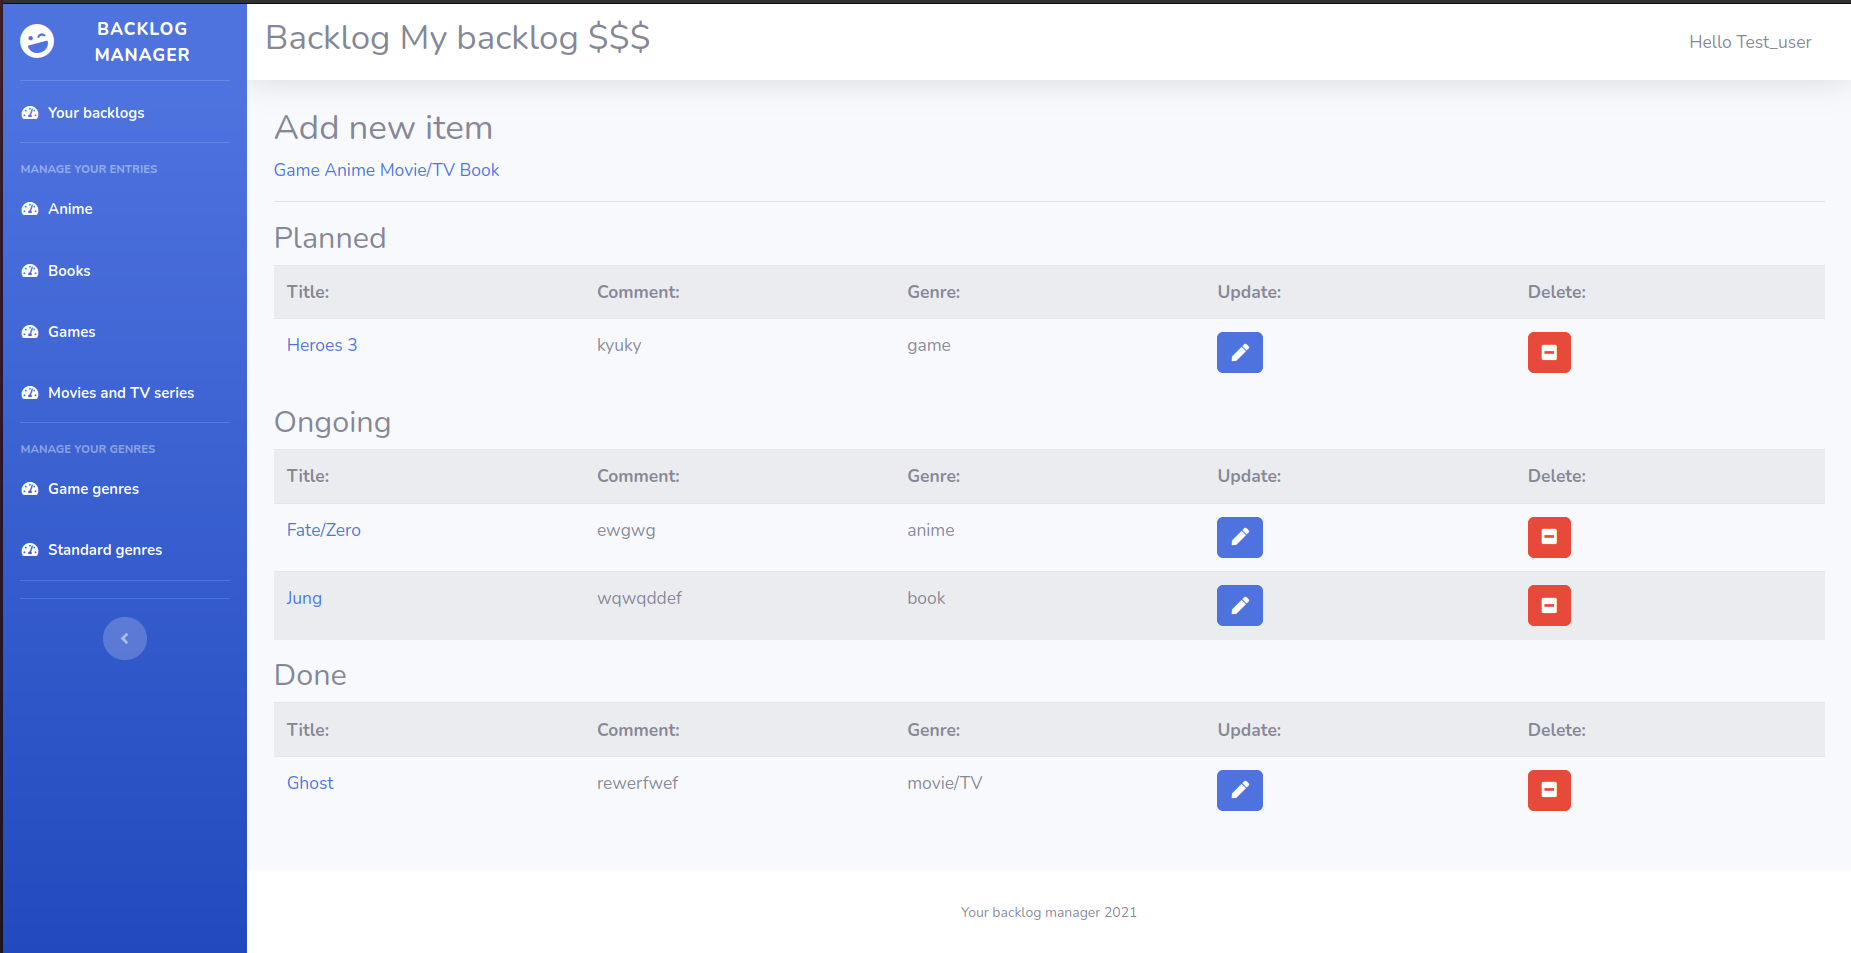 BACKLOG
MANAGER
Your backlogs
MANAGE YOUR ENTRIES
Anime
Books
Games
Movies and TV series
MANAGE YOUR GENRES
Game genres
Standard genres
Backlog My backlog $$$
Hello Test_user
Add new item
Game Anime Movie/TV Book
Planned
Title: Comment: Genre: Update: Delete:
Heroes 3 kyuky game
Ongoing
Title: Comment: Genre: Update: Delete:
Fate/Zero ewgwg anime
Jung wqwqddef book
Done
Title: Comment: Genre: Update: Delete:
Ghost rewerfwef movie/TV
Your backlog manager 2021